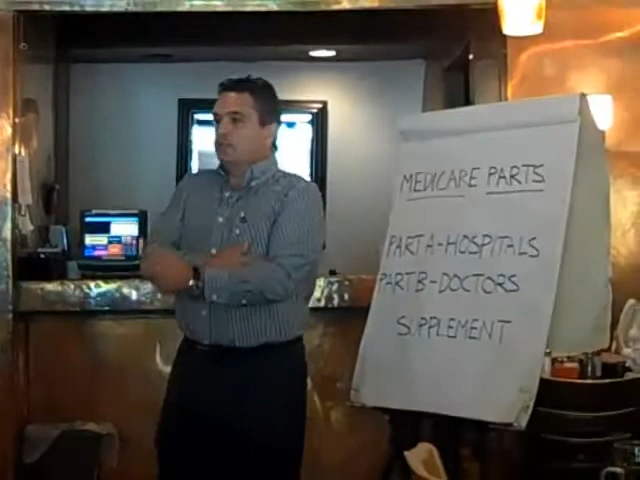 MEDICARE PARTS
PART A-HOSPITALS
PART B-DOCTORS
SUPPLEMENT